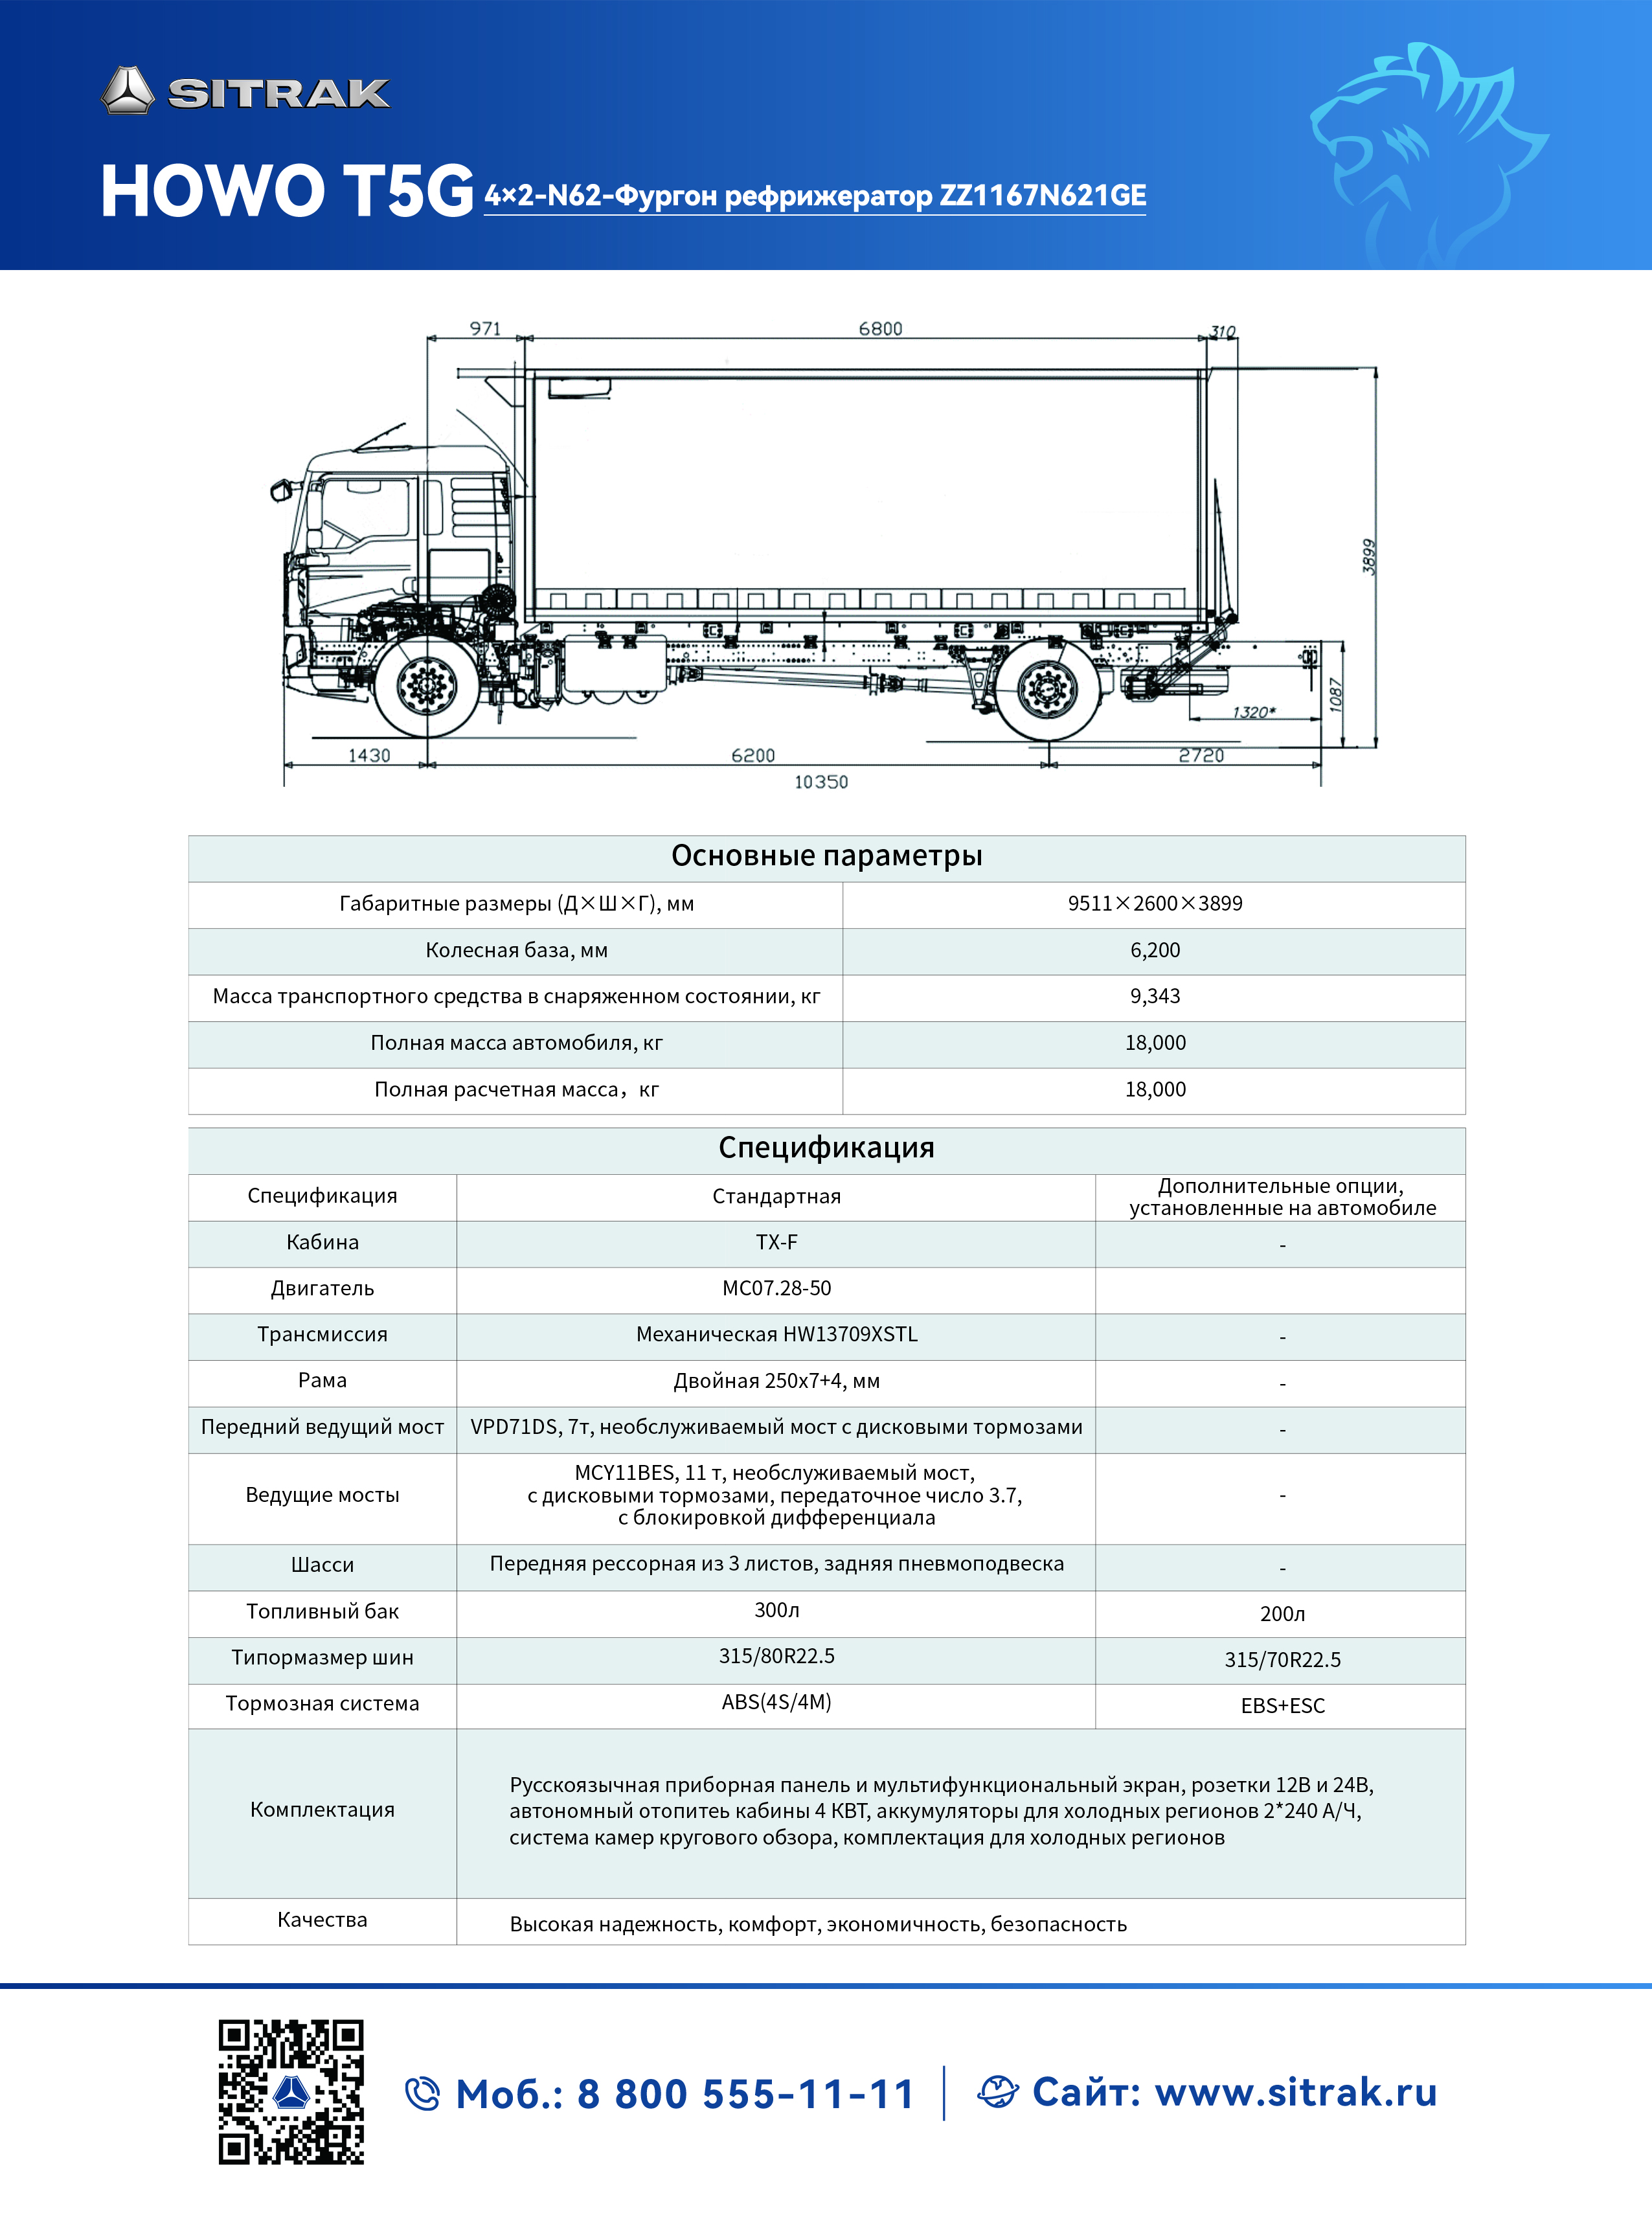 SITRAK
HOWO T5G 4×2-N62-Фургон рефрижератор ZZ1167N621GE
971
6800
310
3899
1087
1320*
1430
6200
2720
10350
Основные параметры
Габаритные размеры (Д×Ш×Г), мм
9511×2600×3899
Колесная база, мм
6,200
Масса транспортного средства в снаряженном состоянии, кг
9,343
Полная масса автомобиля, кг
18,000
Полная расчетная масса, кг
18,000
Спецификация
Спецификация
Стандартная
Дополнительные опции,
установленные на автомобиле
Кабина
TX-F
-
Двигатель
MC07.28-50
Трансмиссия
Механическая HW13709XSTL
-
Рама
Двойная 250x7+4, мм
-
Передний ведущий мост
VPD71DS, 7т, необслуживаемый мост с дисковыми тормозами
-
Ведущие мосты
MCY11BES, 11 т, необслуживаемый мост,
с дисковыми тормозами, передаточное число 3.7,
с блокировкой дифференциала
-
Шасси
Передняя рессорная из 3 листов, задняя пневмоподвеска
-
Топливный бак
300л
200л
Типормазмер шин
315/80R22.5
315/70R22.5
Тормозная система
ABS(4S/4M)
EBS+ESC
Комплектация
Русскоязычная приборная панель и мультифункциональный экран, розетки 12В и 24В,
автономный отопитеь кабины 4 КВТ, аккумуляторы для холодных регионов 2*240 А/Ч,
система камер кругового обзора, комплектация для холодных регионов
Качества
Высокая надежность, комфорт, экономичность, безопасность
Моб.: 8 800 555-11-11
Сайт: www.sitrak.ru